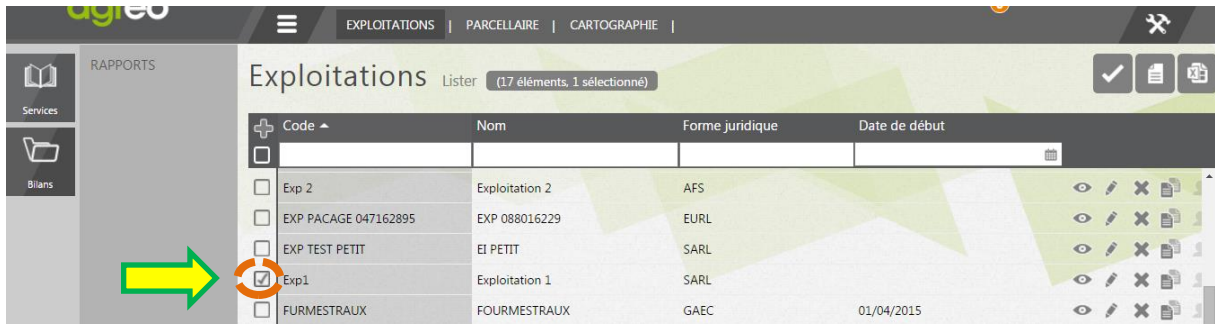 agreo
EXPLOITATIONS | PARCELLAIRE | CARTOGRAPHIE |
RAPPORTS
Exploitations Lister (17 éléments, 1 sélectionné)
Services
Code Nom Forme juridique Date de début
Bilans
Exp 2 Exploitation 2 AFS
EXP PACAGE 047162895 EXP 088016229 EURL
EXP TEST PETIT EI PETIT SARL
Exp1 Exploitation 1 SARL
FURMESTRAUX FOURMESTRAUX GAEC 01/04/2015